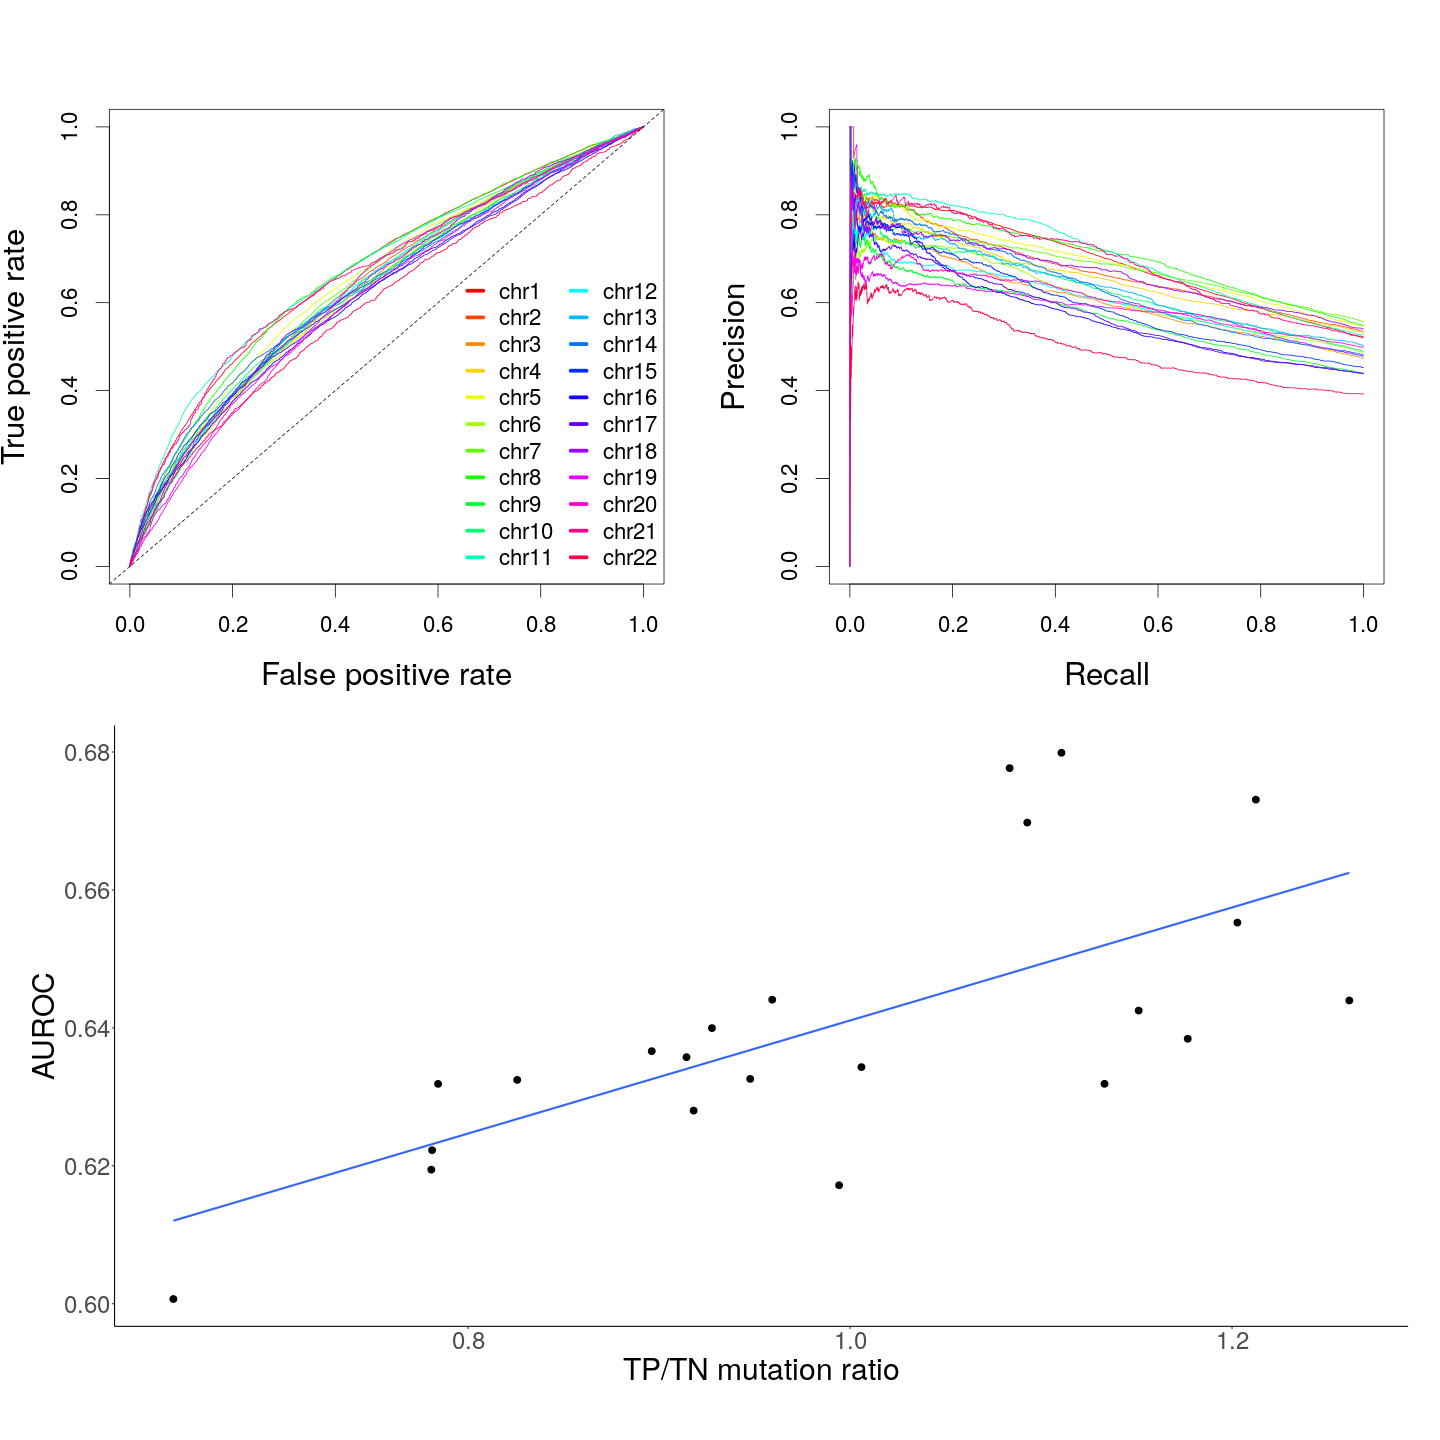 True positive rate
1.0
0.8
0.6
0.4
0.2
0.0
chr1 chr12
chr2 chr13
chr3 chr14
chr4 chr15
chr5 chr16
chr6 chr17
chr7 chr18
chr8 chr19
chr9 chr20
chr10 chr21
chr11 chr22
0.0 0.2 0.4 0.6 0.8 1.0
False positive rate
Precision
1.0
0.8
0.6
0.4
0.2
0.0
0.0 0.2 0.4 0.6 0.8 1.0
Recall
AUROC
0.68
0.66
0.64
0.62
0.60
0.8 1.0 1.2
TP/TN mutation ratio